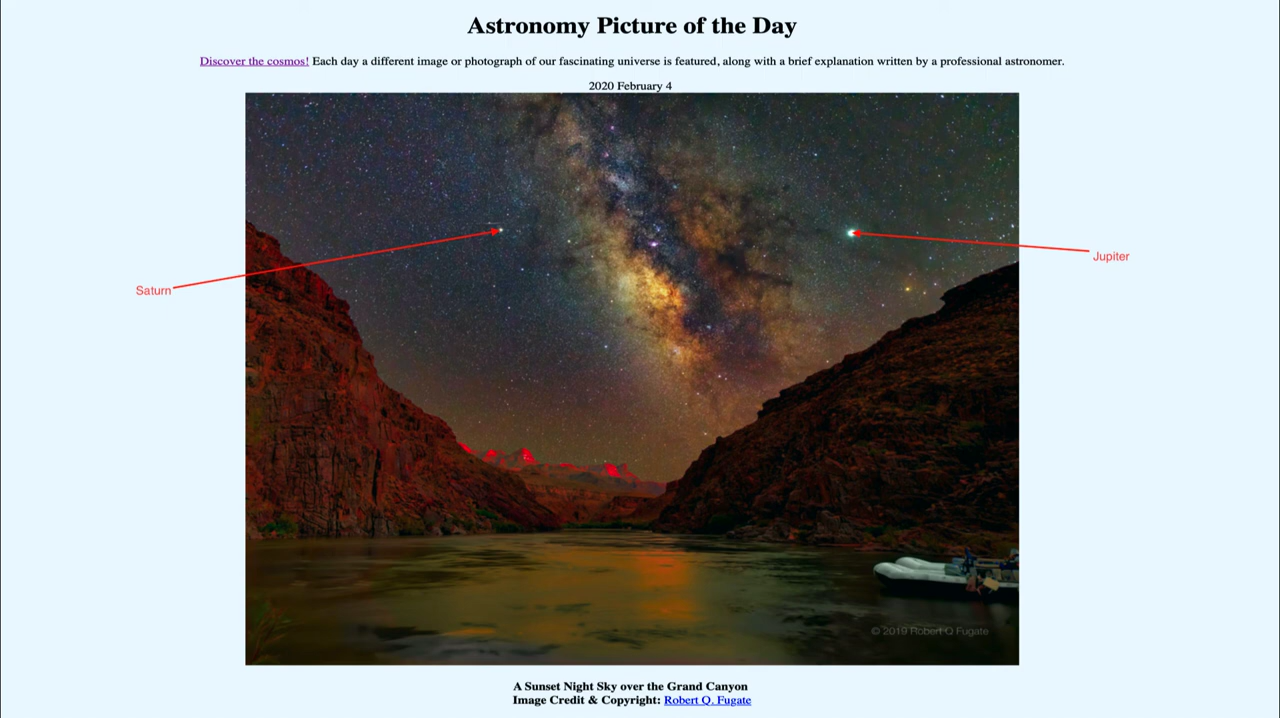 Astronomy Picture of the Day
Discover the cosmos! Each day a different image or photograph of our fascinating universe is featured, along with a brief explanation written by a professional astronomer.
2020 February 4
Jupiter
Saturn
© 2019 Robert Q Fugate
A Sunset Night Sky over the Grand Canyon
Image Credit & Copyright: Robert Q. Fugate